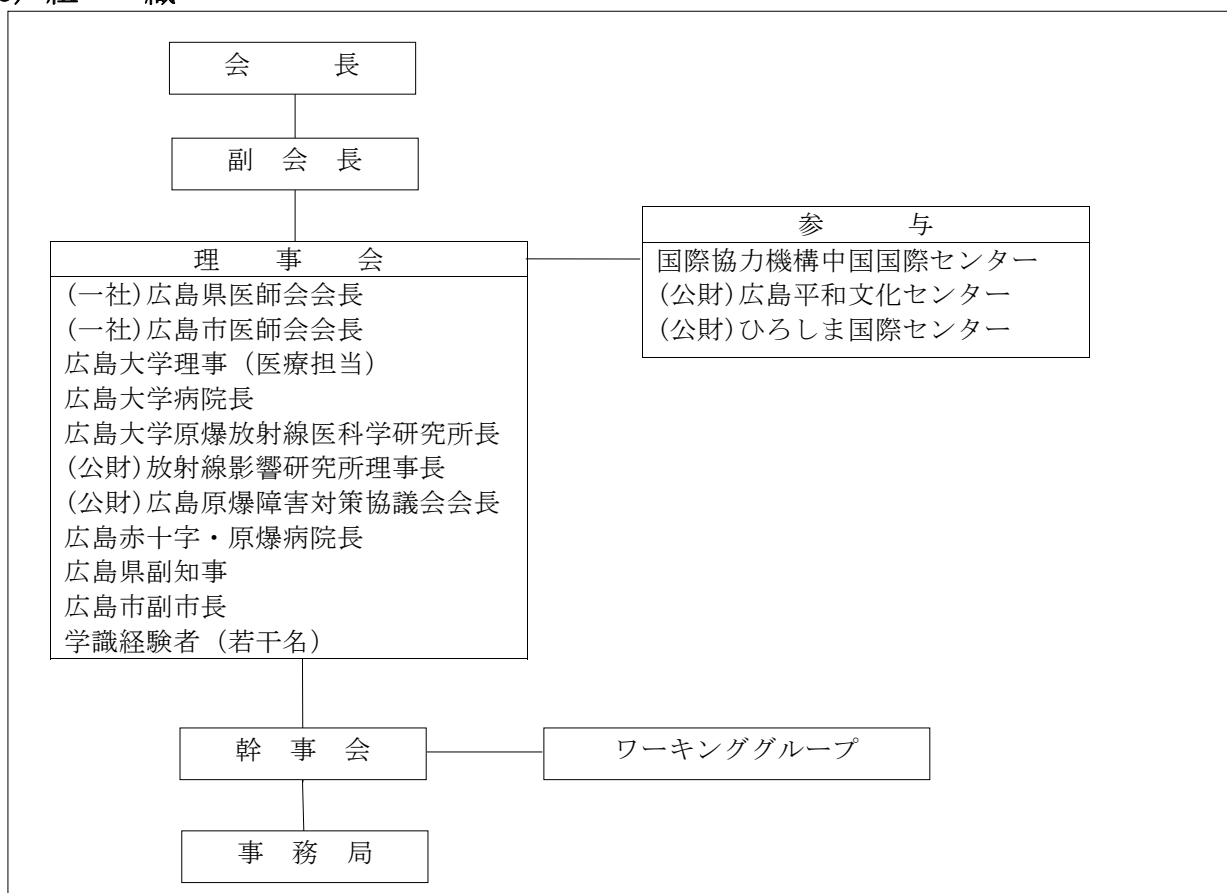 会長
副会長
理事会
(一社)広島県医師会会長
(一社)広島市医師会会長
広島大学理事（医療担当）
広島大学病院長
広島大学原爆放射線医科学研究所長
(公財)放射線影響研究所理事長
(公財)広島原爆障害対策協議会会長
広島赤十字・原爆病院長
広島県副知事
広島市副市長
学識経験者（若干名）
参与
国際協力機構中国国際センター
(公財)広島平和文化センター
(公財)ひろしま国際センター
幹事会
ワーキンググループ
事務局